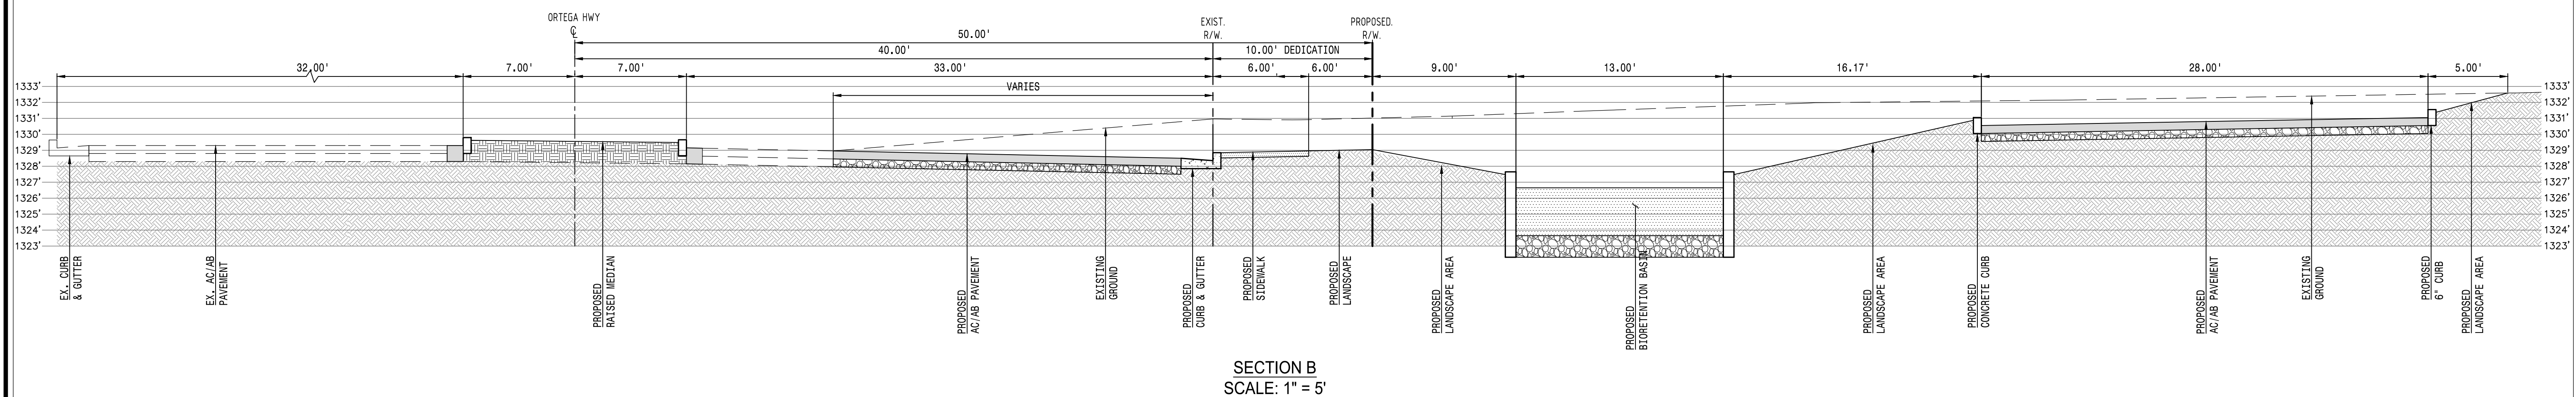 ORTEGA HWY
℄
EXIST.
R/W.
PROPOSED.
R/W.
50.00'
40.00'
10.00' DEDICATION
32.00'
7.00'
7.00'
33.00'
6.00'
6.00'
9.00'
13.00'
16.17'
28.00'
5.00'
VARIES
1333'
1332'
1331'
1330'
1329'
1328'
1327'
1326'
1325'
1324'
1323'
1333'
1332'
1331'
1330'
1329'
1328'
1327'
1326'
1325'
1324'
1323'
EX. CURB
& GUTTER
EX. AC/AB
PAVEMENT
PROPOSED
RAISED MEDIAN
PROPOSED
AC/AB PAVEMENT
EXISTING
GROUND
PROPOSED
CURB & GUTTER
PROPOSED
SIDEWALK
PROPOSED
LANDSCAPE
PROPOSED
LANDSCAPE AREA
PROPOSED
BIORETENTION BASIN
PROPOSED
LANDSCAPE AREA
PROPOSED
CONCRETE CURB
PROPOSED
AC/AB PAVEMENT
EXISTING
GROUND
PROPOSED
6" CURB
PROPOSED
LANDSCAPE AREA
SECTION B
SCALE: 1" = 5'